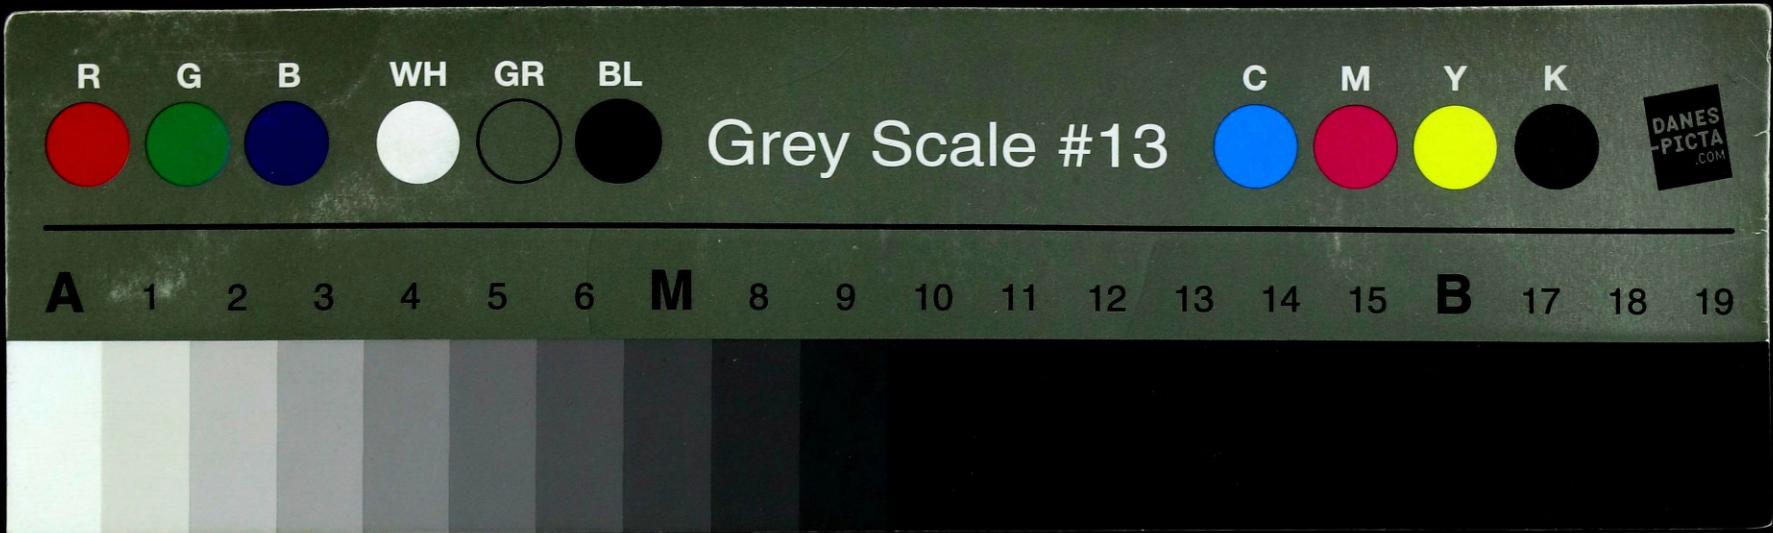 R G B WH GR BL C M Y K
Grey Scale #13
DANES
-PICTA
.COM
A 1 2 3 4 5 6 M 8 9 10 11 12 13 14 15 B 17 18 19